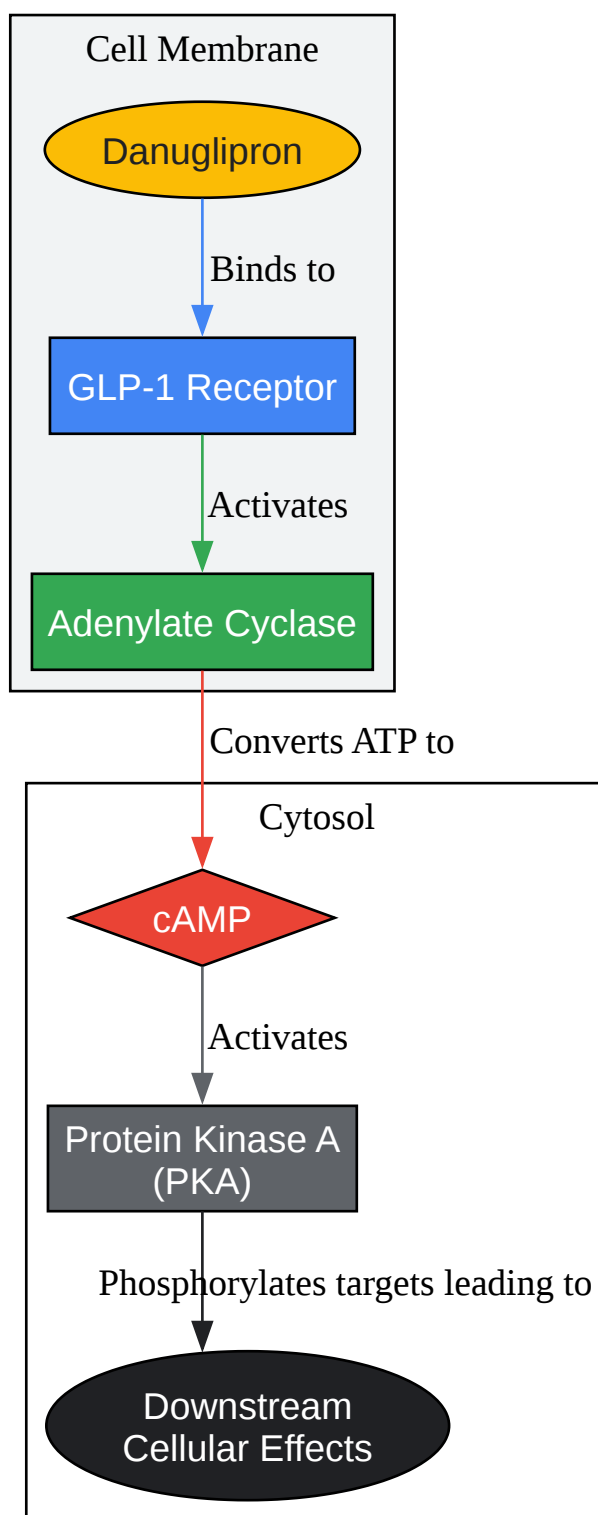 Cell Membrane
Danuglipron
Binds to
GLP-1 Receptor
Activates
Adenylate Cyclase
Converts ATP to
Cytosol
cAMP
Activates
Protein Kinase A
(PKA)
Phosphorylates targets leading to
Downstream
Cellular Effects